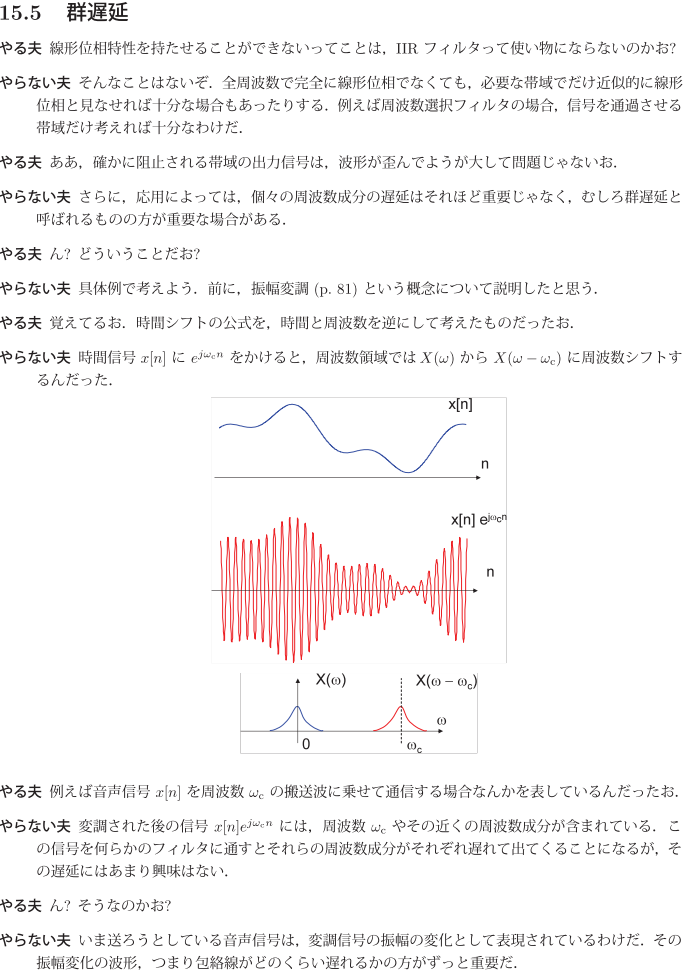 15.5 群遅延
やる夫 線形位相特性を持たせることができないってことは，IIR フィルタって使い物にならないのかお?
やらない夫 そんなことはないぞ．全周波数で完全に線形位相でなくても，必要な帯域でだけ近似的に線形
位相と見なせれば十分な場合もあったりする．例えば周波数選択フィルタの場合，信号を通過させる
帯域だけ考えれば十分なわけだ．
やる夫 ああ，確かに阻止される帯域の出力信号は，波形が歪んでようが大して問題じゃないお．
やらない夫 さらに，応用によっては，個々の周波数成分の遅延はそれほど重要じゃなく，むしろ群遅延と
呼ばれるものの方が重要な場合がある．
やる夫 ん? どういうことだお?
やらない夫 具体例で考えよう．前に，振幅変調 (p. 81) という概念について説明したと思う．
やる夫 覚えてるお．時間シフトの公式を，時間と周波数を逆にして考えたものだったお．
やらない夫 時間信号 x[n] に e^{jω_c n} をかけると，周波数領域では X(ω) から X(ω − ω_c) に周波数シフトす
るんだった．
x[n]
n
x[n] e^{jω_c n}
n
X(ω) X(ω − ω_c)
ω
0 ω_c
やる夫 例えば音声信号 x[n] を周波数 ω_c の搬送波に乗せて通信する場合なんかを表しているんだったお．
やらない夫 変調された後の信号 x[n]e^{jω_c n} には，周波数 ω_c やその近くの周波数成分が含まれている．こ
の信号を何らかのフィルタに通すとそれらの周波数成分がそれぞれ遅れて出てくることになるが，そ
の遅延にはあまり興味はない．
やる夫 ん? そうなのかお?
やらない夫 いま送ろうとしている音声信号は，変調信号の振幅の変化として表現されているわけだ．その
振幅変化の波形，つまり包絡線がどのくらい遅れるかの方がずっと重要だ．